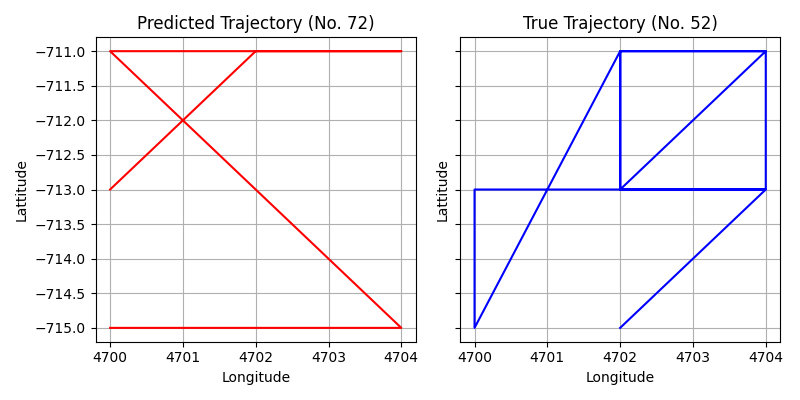 Predicted Trajectory (No. 72)
True Trajectory (No. 52)
−711.0
−711.5
−712.0
−712.5
−713.0
−713.5
−714.0
−714.5
−715.0
Lattitude
Lattitude
4700 4701 4702 4703 4704
4700 4701 4702 4703 4704
Longitude
Longitude